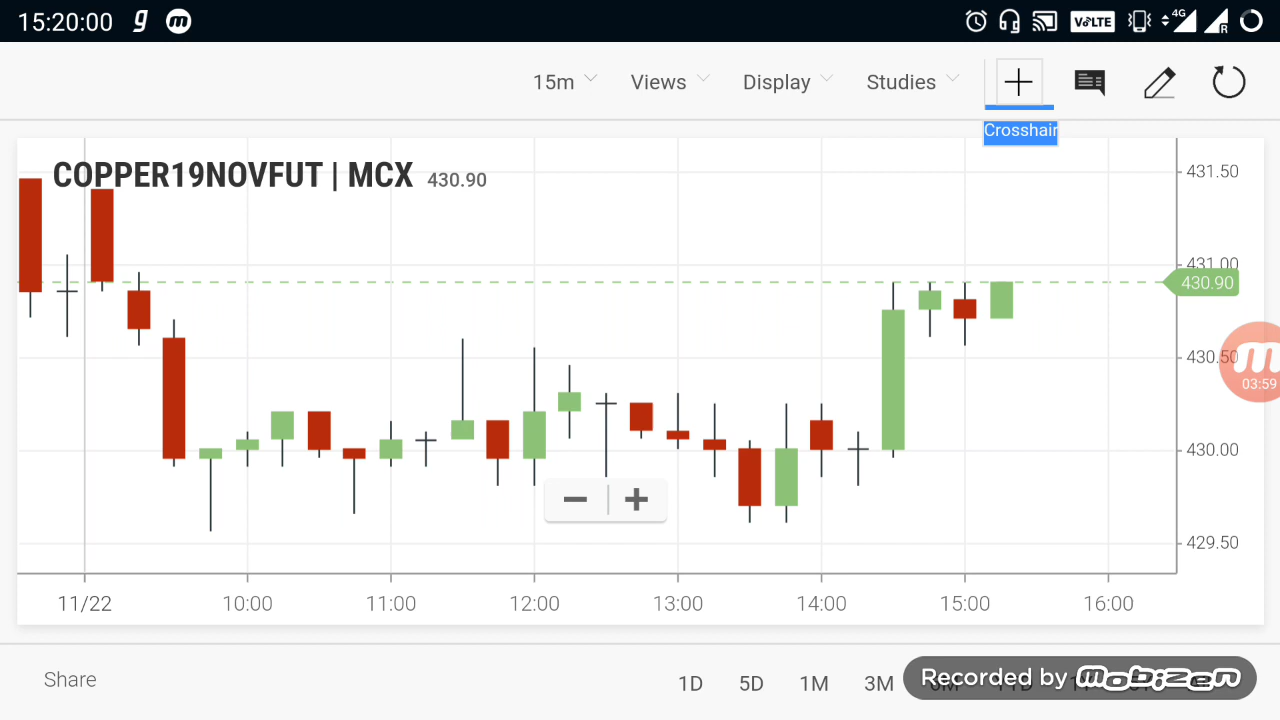 15:20:00 g m VoLTE 4G R
15m Views Display Studies
Crosshair
COPPER19NOVFUT | MCX 430.90
431.50
431.00
430.90
430.50
03:59
430.00
429.50
11/22 10:00 11:00 12:00 13:00 14:00 15:00 16:00
Share 1D 5D 1M 3M
Recorded by mobizen